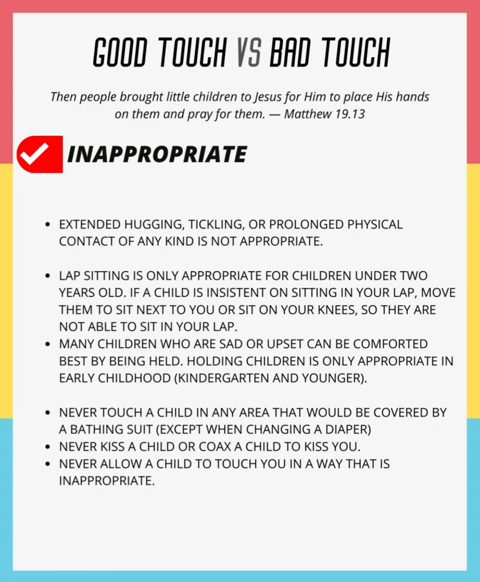 GOOD TOUCH VS BAD TOUCH
Then people brought little children to Jesus for Him to place His hands
on them and pray for them. — Matthew 19.13
INAPPROPRIATE
• EXTENDED HUGGING, TICKLING, OR PROLONGED PHYSICAL
CONTACT OF ANY KIND IS NOT APPROPRIATE.
• LAP SITTING IS ONLY APPROPRIATE FOR CHILDREN UNDER TWO
YEARS OLD. IF A CHILD IS INSISTENT ON SITTING IN YOUR LAP, MOVE
THEM TO SIT NEXT TO YOU OR SIT ON YOUR KNEES, SO THEY ARE
NOT ABLE TO SIT IN YOUR LAP.
• MANY CHILDREN WHO ARE SAD OR UPSET CAN BE COMFORTED
BEST BY BEING HELD. HOLDING CHILDREN IS ONLY APPROPRIATE IN
EARLY CHILDHOOD (KINDERGARTEN AND YOUNGER).
• NEVER TOUCH A CHILD IN ANY AREA THAT WOULD BE COVERED BY
A BATHING SUIT (EXCEPT WHEN CHANGING A DIAPER)
• NEVER KISS A CHILD OR COAX A CHILD TO KISS YOU.
• NEVER ALLOW A CHILD TO TOUCH YOU IN A WAY THAT IS
INAPPROPRIATE.